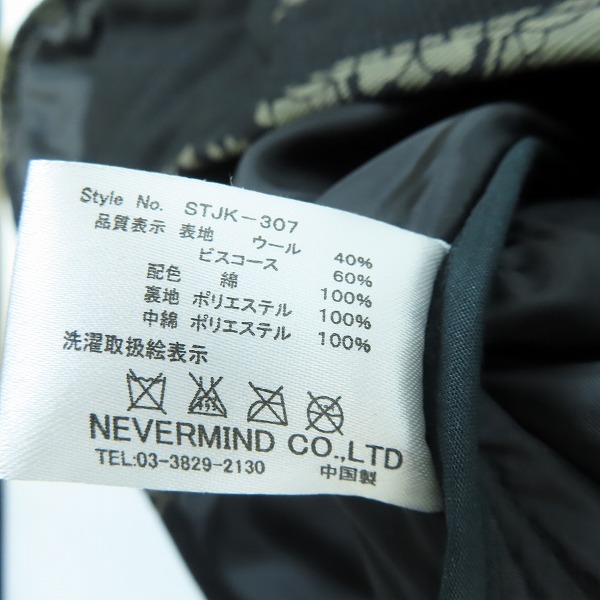 Style No. STJK-307
品質表示 表地 ウール 40%
ビスコース 60%
配色 綿 100%
裏地 ポリエステル 100%
中綿 ポリエステル 100%
洗濯取扱絵表示
NEVERMIND CO.,LTD
TEL:03-3829-2130 中国製